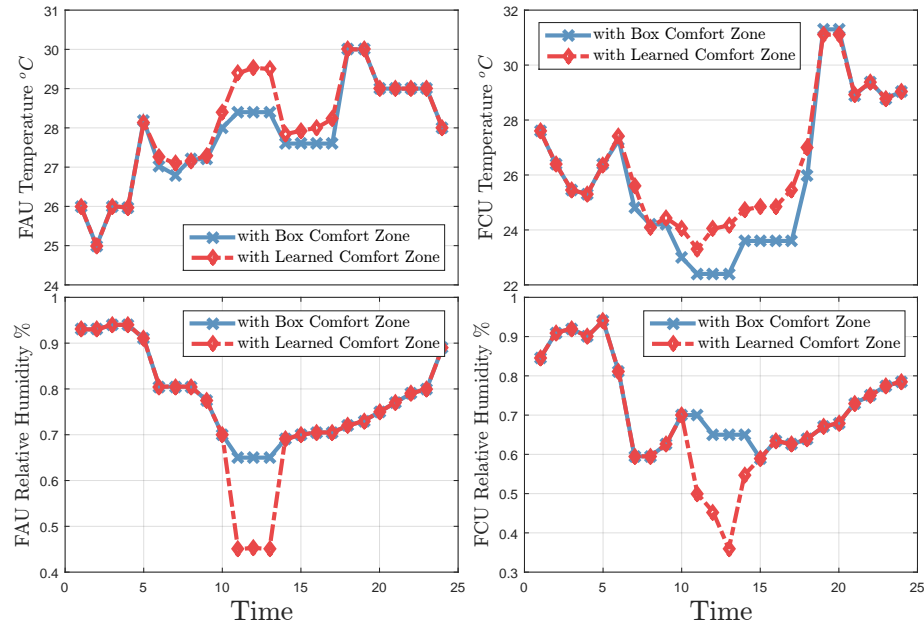 31
30
29
28
27
26
25
24
FAU Temperature °C
with Box Comfort Zone
with Learned Comfort Zone
32
30
28
26
24
22
FCU Temperature °C
with Box Comfort Zone
with Learned Comfort Zone
1
0.9
0.8
0.7
0.6
0.5
0.4
FAU Relative Humidity %
with Box Comfort Zone
with Learned Comfort Zone
0 5 10 15 20 25
Time
1
0.9
0.8
0.7
0.6
0.5
0.4
0.3
FCU Relative Humidity %
with Box Comfort Zone
with Learned Comfort Zone
0 5 10 15 20 25
Time